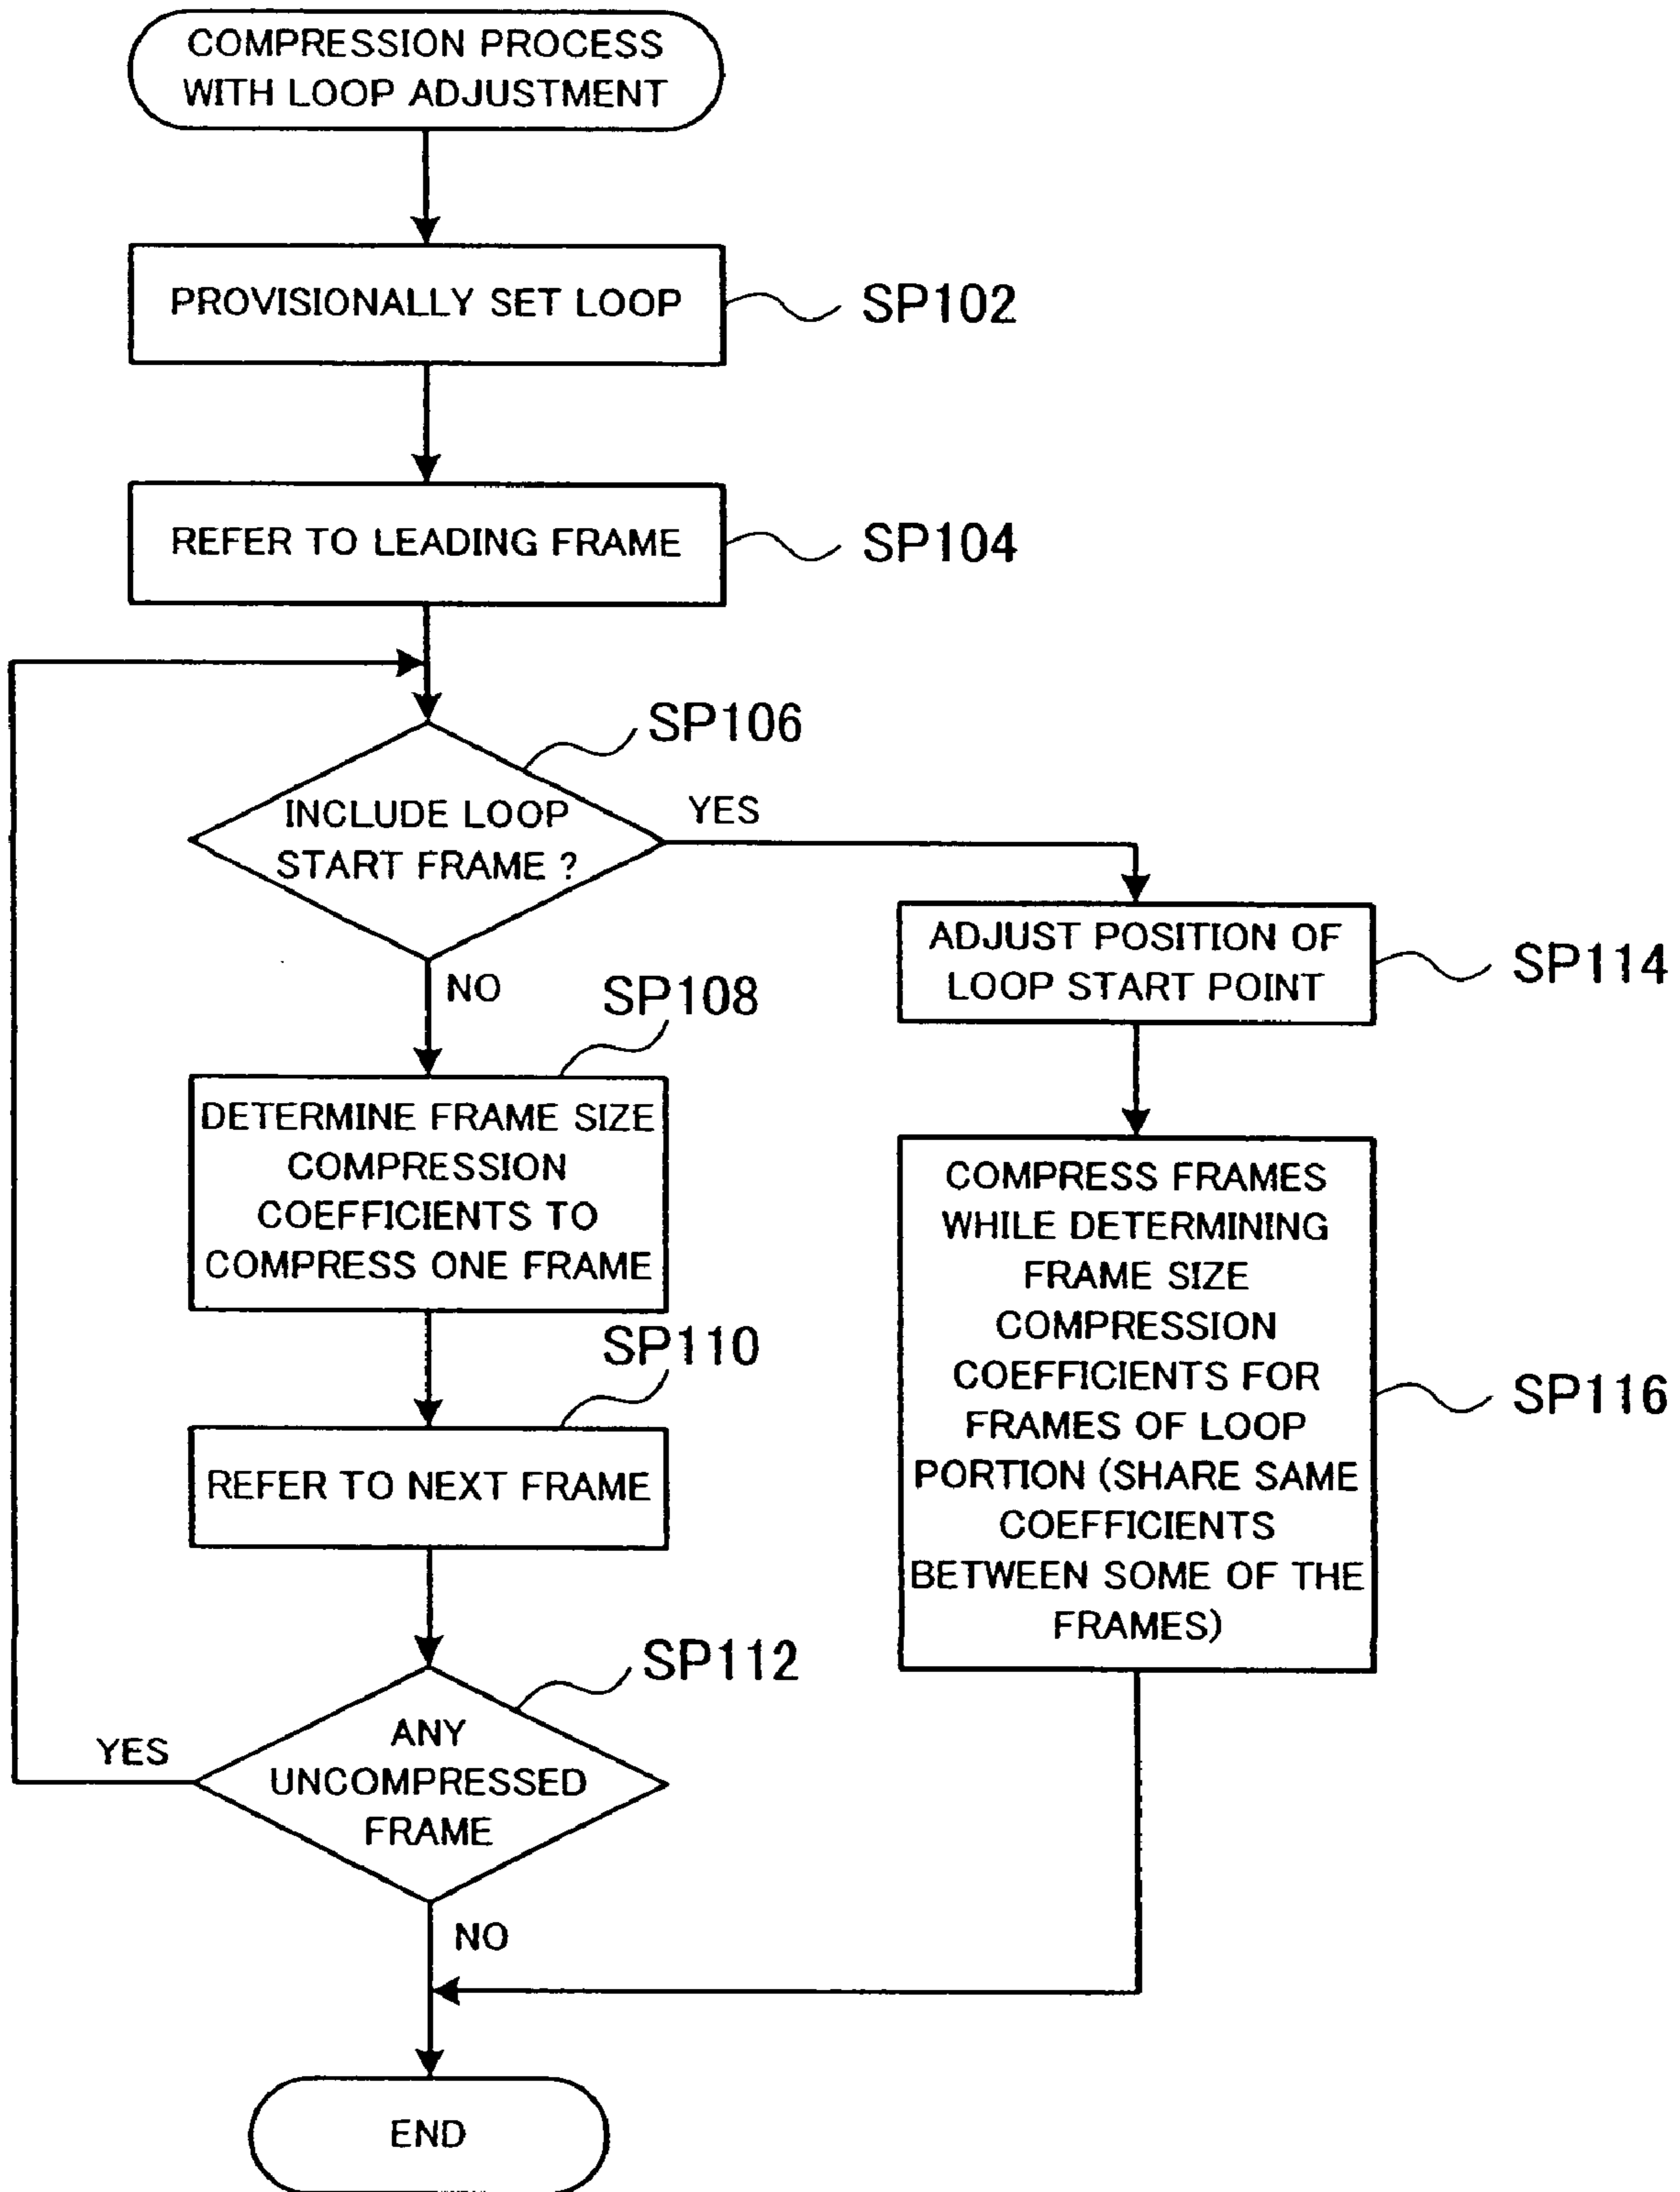 COMPRESSION PROCESS
WITH LOOP ADJUSTMENT
PROVISIONALLY SET LOOP
SP102
REFER TO LEADING FRAME
SP104
SP106
INCLUDE LOOP
START FRAME ?
YES
NO
ADJUST POSITION OF
LOOP START POINT
SP114
SP108
DETERMINE FRAME SIZE
COMPRESSION
COEFFICIENTS TO
COMPRESS ONE FRAME
COMPRESS FRAMES
WHILE DETERMINING
FRAME SIZE
COMPRESSION
COEFFICIENTS FOR
FRAMES OF LOOP
PORTION (SHARE SAME
COEFFICIENTS
BETWEEN SOME OF THE
FRAMES)
SP116
SP110
REFER TO NEXT FRAME
SP112
ANY
UNCOMPRESSED
FRAME
YES
NO
END